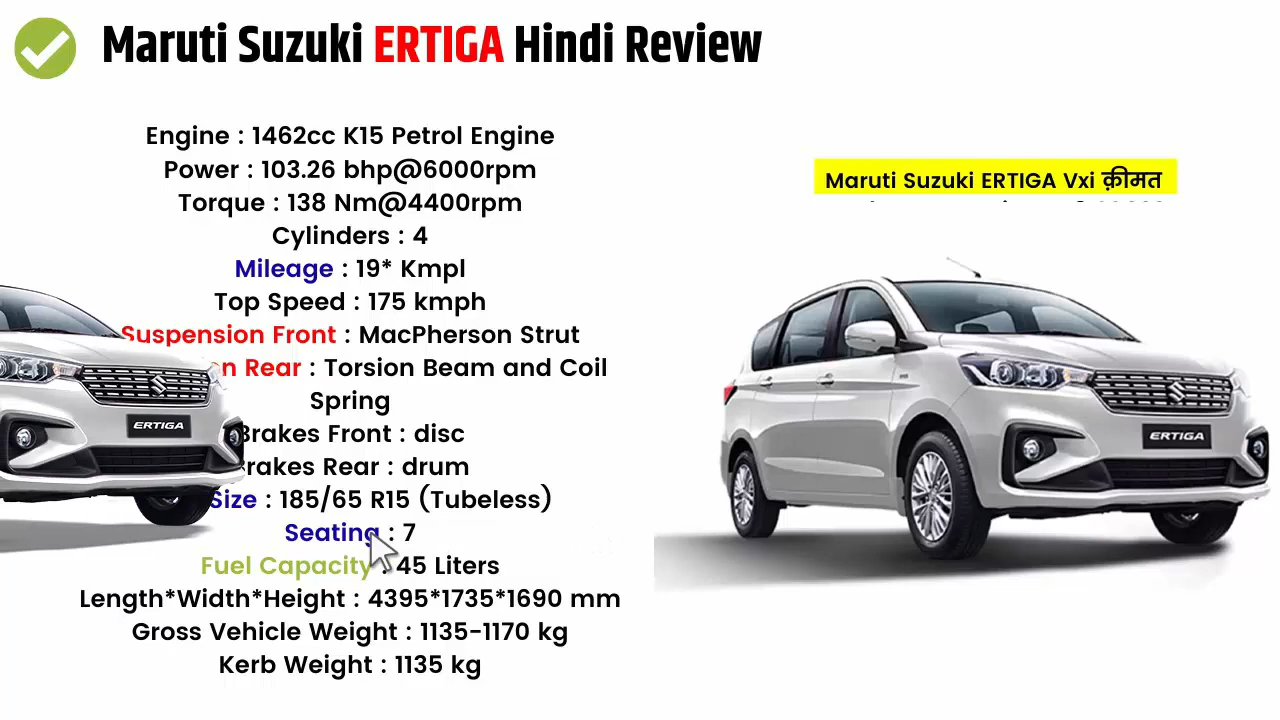 Maruti Suzuki ERTIGA Hindi Review
Engine : 1462cc K15 Petrol Engine
Power : 103.26 bhp@6000rpm
Torque : 138 Nm@4400rpm
Cylinders : 4
Mileage : 19* Kmpl
Top Speed : 175 kmph
Suspension Front : MacPherson Strut
Rear : Torsion Beam and Coil
Spring
Brakes Front : disc
Brakes Rear : drum
Size : 185/65 R15 (Tubeless)
Seating : 7
Fuel Capacity : 45 Liters
Length*Width*Height : 4395*1735*1690 mm
Gross Vehicle Weight : 1135-1170 kg
Kerb Weight : 1135 kg
Maruti Suzuki ERTIGA Vxi क़ीमत
ERTIGA
ERTIGA